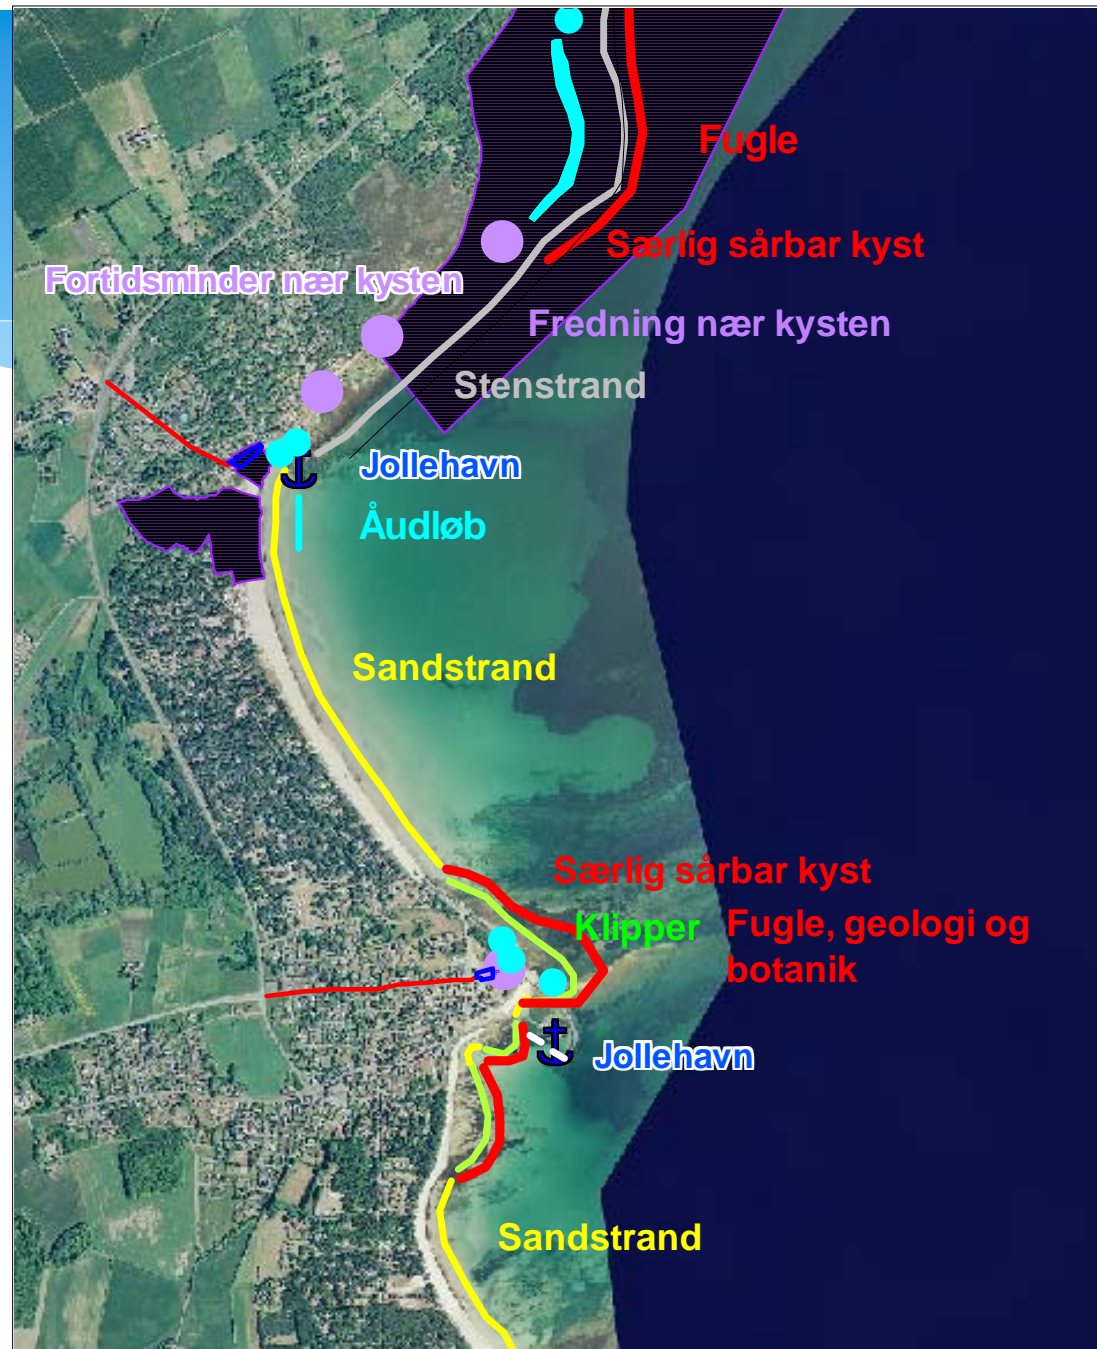 Fugle
Særlig sårbar kyst
Fortidsminder nær kysten
Fredning nær kysten
Stenstrand
Jollehavn
Åudløb
Sandstrand
Særlig sårbar kyst
Klipper
Fugle, geologi og
botanik
Jollehavn
Sandstrand